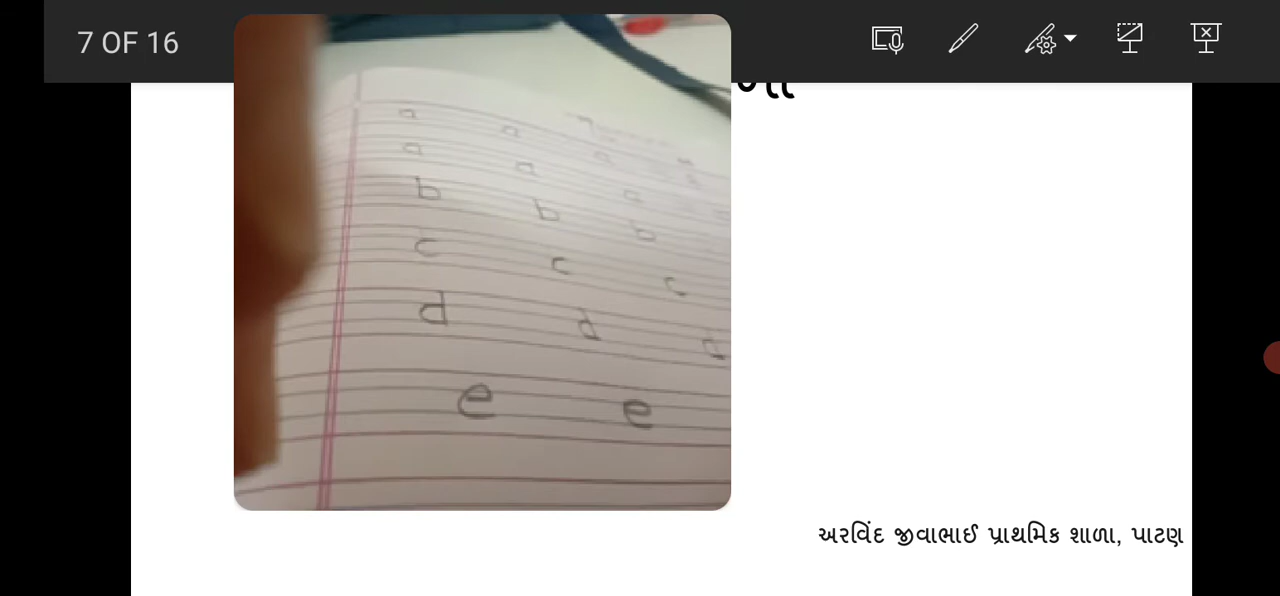 7 OF 16
a a a
a a a
b b b
c c c
d d d
e e
અરવિંદ જીવાભાઈ પ્રાથમિક શાળા, પાટણ